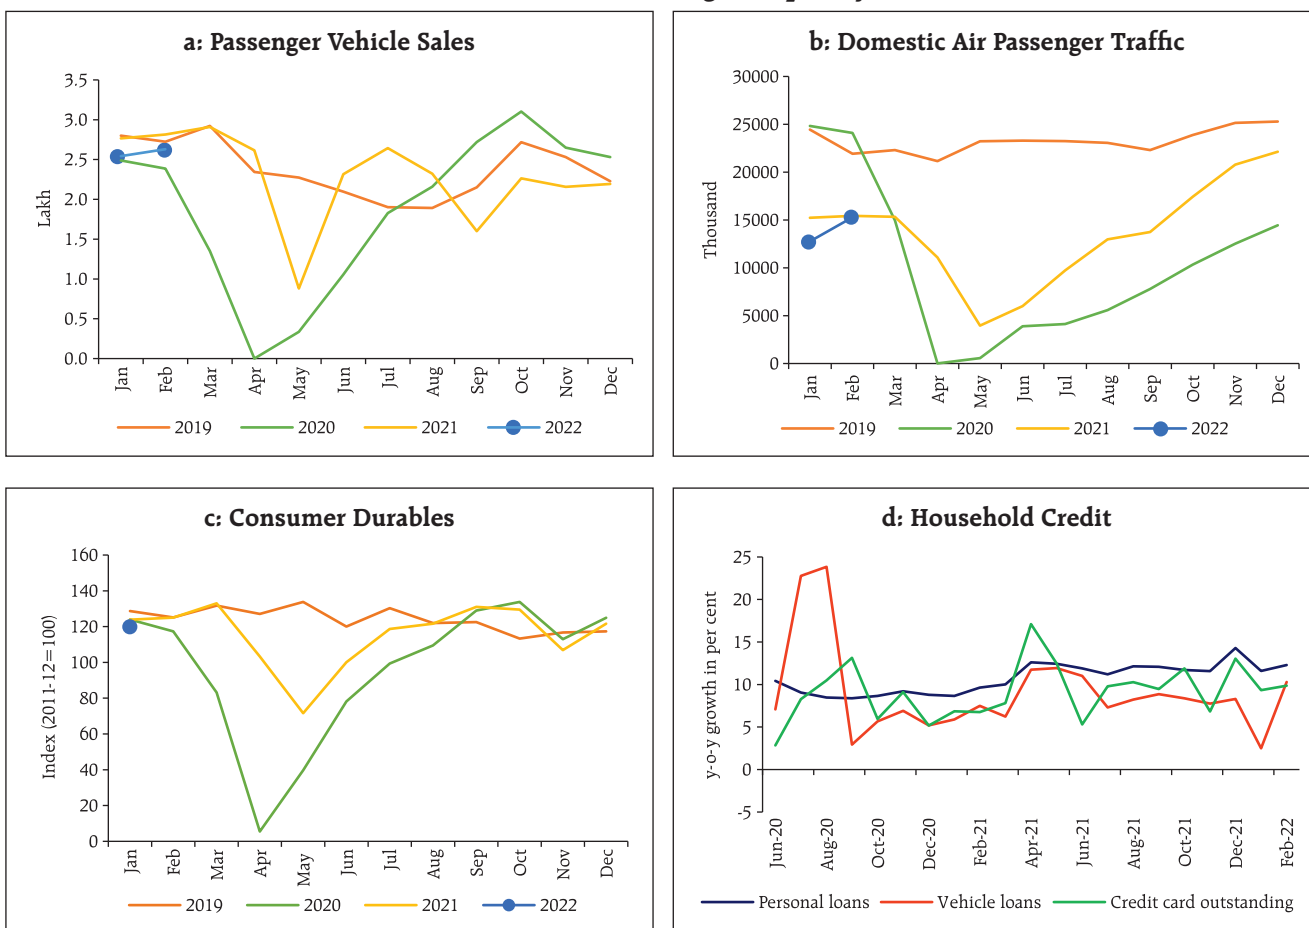 a: Passenger Vehicle Sales
3.5
3.0
2.5
2.0
1.5
1.0
0.5
0.0
Lakh
Jan Feb Mar Apr May Jun Jul Aug Sep Oct Nov Dec
2019 2020 2021 2022
b: Domestic Air Passenger Traffic
30000
25000
20000
15000
10000
5000
0
Thousand
Jan Feb Mar Apr May Jun Jul Aug Sep Oct Nov Dec
2019 2020 2021 2022
c: Consumer Durables
160
140
120
100
80
60
40
20
0
Index (2011-12=100)
Jan Feb Mar Apr May Jun Jul Aug Sep Oct Nov Dec
2019 2020 2021 2022
d: Household Credit
25
20
15
10
5
0
-5
y-o-y growth in per cent
Jun-20 Aug-20 Oct-20 Dec-20 Feb-21 Apr-21 Jun-21 Aug-21 Oct-21 Dec-21 Feb-22
Personal loans Vehicle loans Credit card outstanding